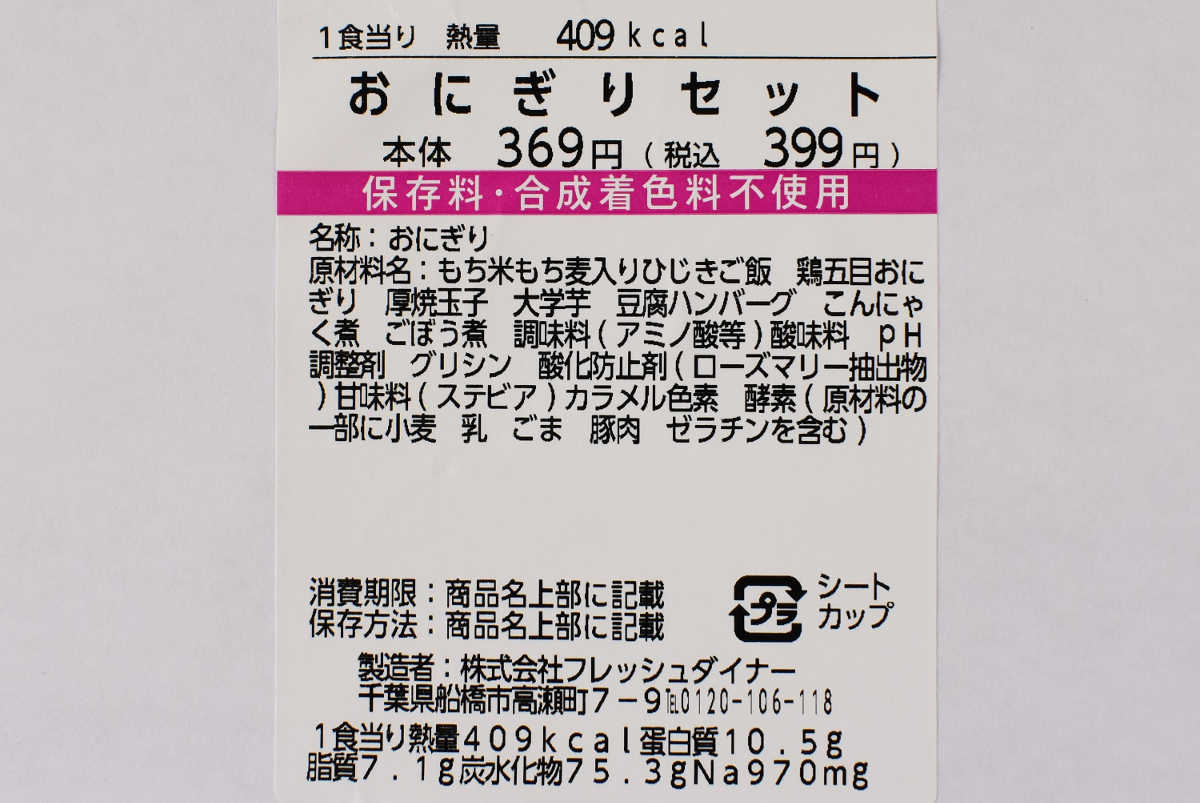 1食当り 熱量 409kcal
おにぎりセット
本体 369円(税込 399円)
保存料・合成着色料不使用
名称:おにぎり
原材料名:もち米もち麦入りひじきご飯 鶏五目おに
ぎり 厚焼玉子 大学芋 豆腐ハンバーグ こんにゃ
く煮 ごぼう煮 調味料(アミノ酸等)酸味料 pH
調整剤 グリシン 酸化防止剤(ローズマリー抽出物
)甘味料(ステビア)カラメル色素 酵素(原材料の
一部に小麦 乳 ごま 豚肉 ゼラチンを含む)
消費期限:商品名上部に記載
保存方法:商品名上部に記載
プラ
シート
カップ
製造者:株式会社フレッシュダイナー
千葉県船橋市高瀬町7-9℡0120-106-118
1食当り熱量409kcal蛋白質10.5g
脂質7.1g炭水化物75.3gNa970mg